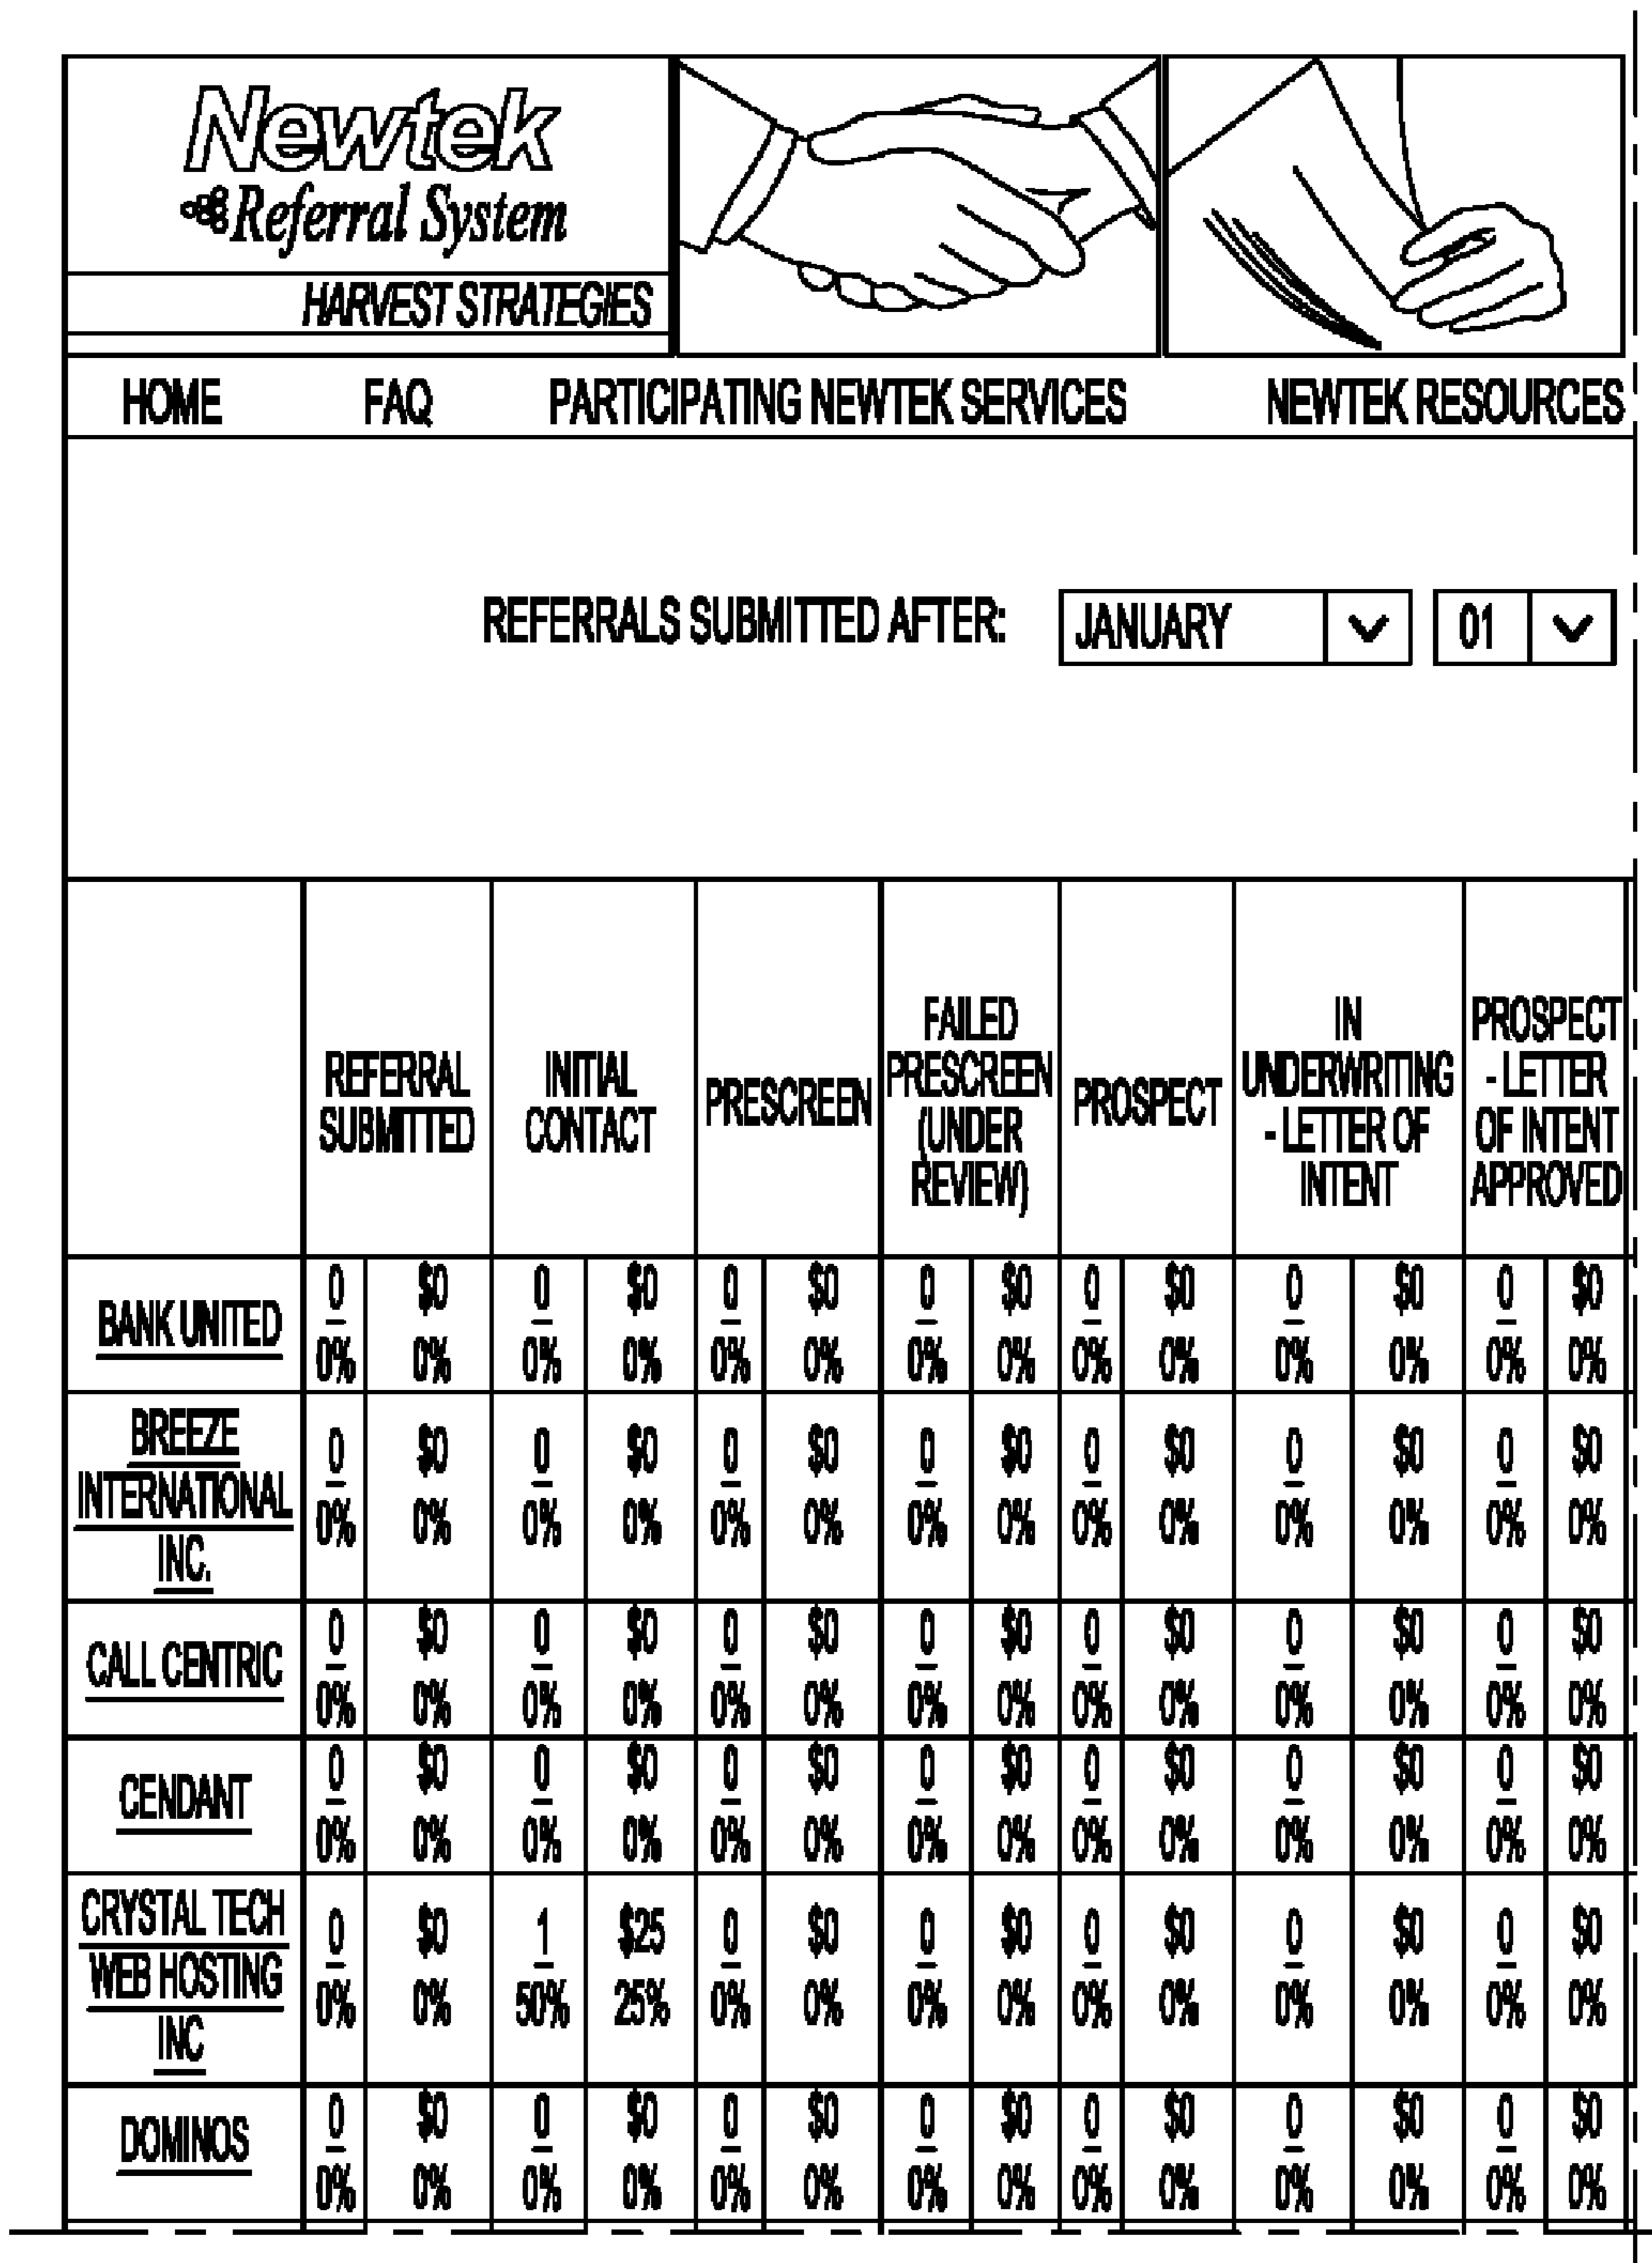 Newtek
Referral System
HARVEST STRATEGIES
HOME FAQ PARTICIPATING NEWTEK SERVICES NEWTEK RESOURCES
REFERRALS SUBMITTED AFTER: JANUARY 01
REFERRAL SUBMITTED
INITIAL CONTACT
PRESCREEN
FAILED PRESCREEN (UNDER REVIEW)
PROSPECT
IN UNDERWRITING - LETTER OF INTENT
PROSPECT - LETTER OF INTENT APPROVED
BANK UNITED
0 $0 0 $0 0 $0 0 $0 0 $0 0 $0 0 $0
0% 0% 0% 0% 0% 0% 0% 0% 0% 0% 0% 0% 0% 0%
BREEZE
INTERNATIONAL
INC.
0 $0 0 $0 0 $0 0 $0 0 $0 0 $0 0 $0
0% 0% 0% 0% 0% 0% 0% 0% 0% 0% 0% 0% 0% 0%
CALL CENTRIC
0 $0 0 $0 0 $0 0 $0 0 $0 0 $0 0 $0
0% 0% 0% 0% 0% 0% 0% 0% 0% 0% 0% 0% 0% 0%
CENDANT
0 $0 0 $0 0 $0 0 $0 0 $0 0 $0 0 $0
0% 0% 0% 0% 0% 0% 0% 0% 0% 0% 0% 0% 0% 0%
CRYSTAL TECH
WEB HOSTING
INC
0 $0 1 $25 0 $0 0 $0 0 $0 0 $0 0 $0
0% 0% 50% 25% 0% 0% 0% 0% 0% 0% 0% 0% 0% 0%
DOMINOS
0 $0 0 $0 0 $0 0 $0 0 $0 0 $0 0 $0
0% 0% 0% 0% 0% 0% 0% 0% 0% 0% 0% 0% 0% 0%